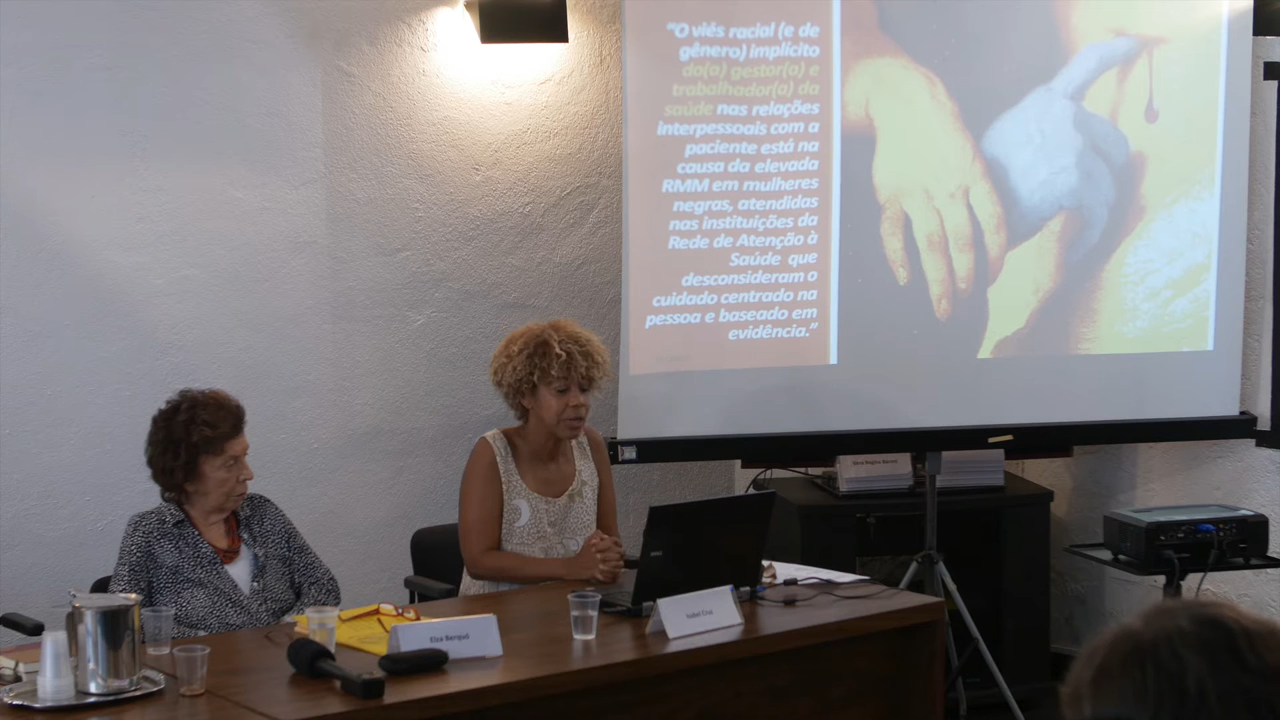 “O viés racial (e de
gênero) implícito
do(a) gestor(a) e
trabalhador(a) da
saúde nas relações
interpessoais com a
paciente está na
causa da elevada
RMM em mulheres
negras, atendidas
nas instituições da
Rede de Atenção à
Saúde que
desconsideram o
cuidado centrado na
pessoa e baseado em
evidência.”
Elza Berquó
Isabel Cruz